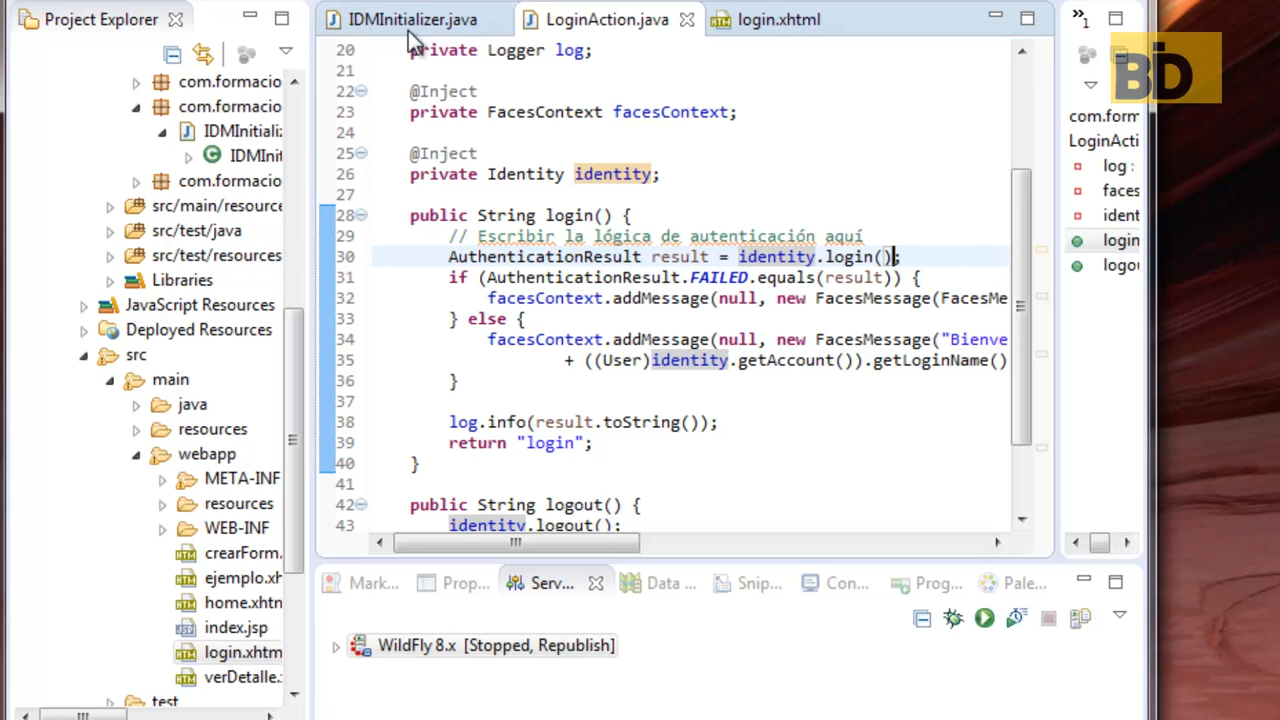 Project Explorer
com.formacio
com.formacio
IDMInitiali
IDMInit
com.formacio
src/main/resource
src/test/java
src/test/resources
Libraries
JavaScript Resources
Deployed Resources
src
main
java
resources
webapp
META-INF
resources
WEB-INF
crearForm.
ejemplo.xh
home.xhtm
index.jsp
login.xhtm
verDetalle.
test
IDMInitializer.java LoginAction.java login.xhtml
20 private Logger log;
21
22 @Inject
23 private FacesContext facesContext;
24
25 @Inject
26 private Identity identity;
27
28 public String login() {
29 // Escribir la lógica de autenticación aquí
30 AuthenticationResult result = identity.login();
31 if (AuthenticationResult.FAILED.equals(result)) {
32 facesContext.addMessage(null, new FacesMessage(FacesMe
33 } else {
34 facesContext.addMessage(null, new FacesMessage("Bienve
35 + ((User)identity.getAccount()).getLoginName()
36 }
38 log.info(result.toString());
39 return "login";
40 }
41
42 public String logout() {
43 identity.logout();
Mark... Prop... Serv... Data ... Snip... Con... Prog... Pale...
WildFly 8.x [Stopped, Republish]
»1
BID
com.form
LoginActic
log :
faces
ident
login
logo